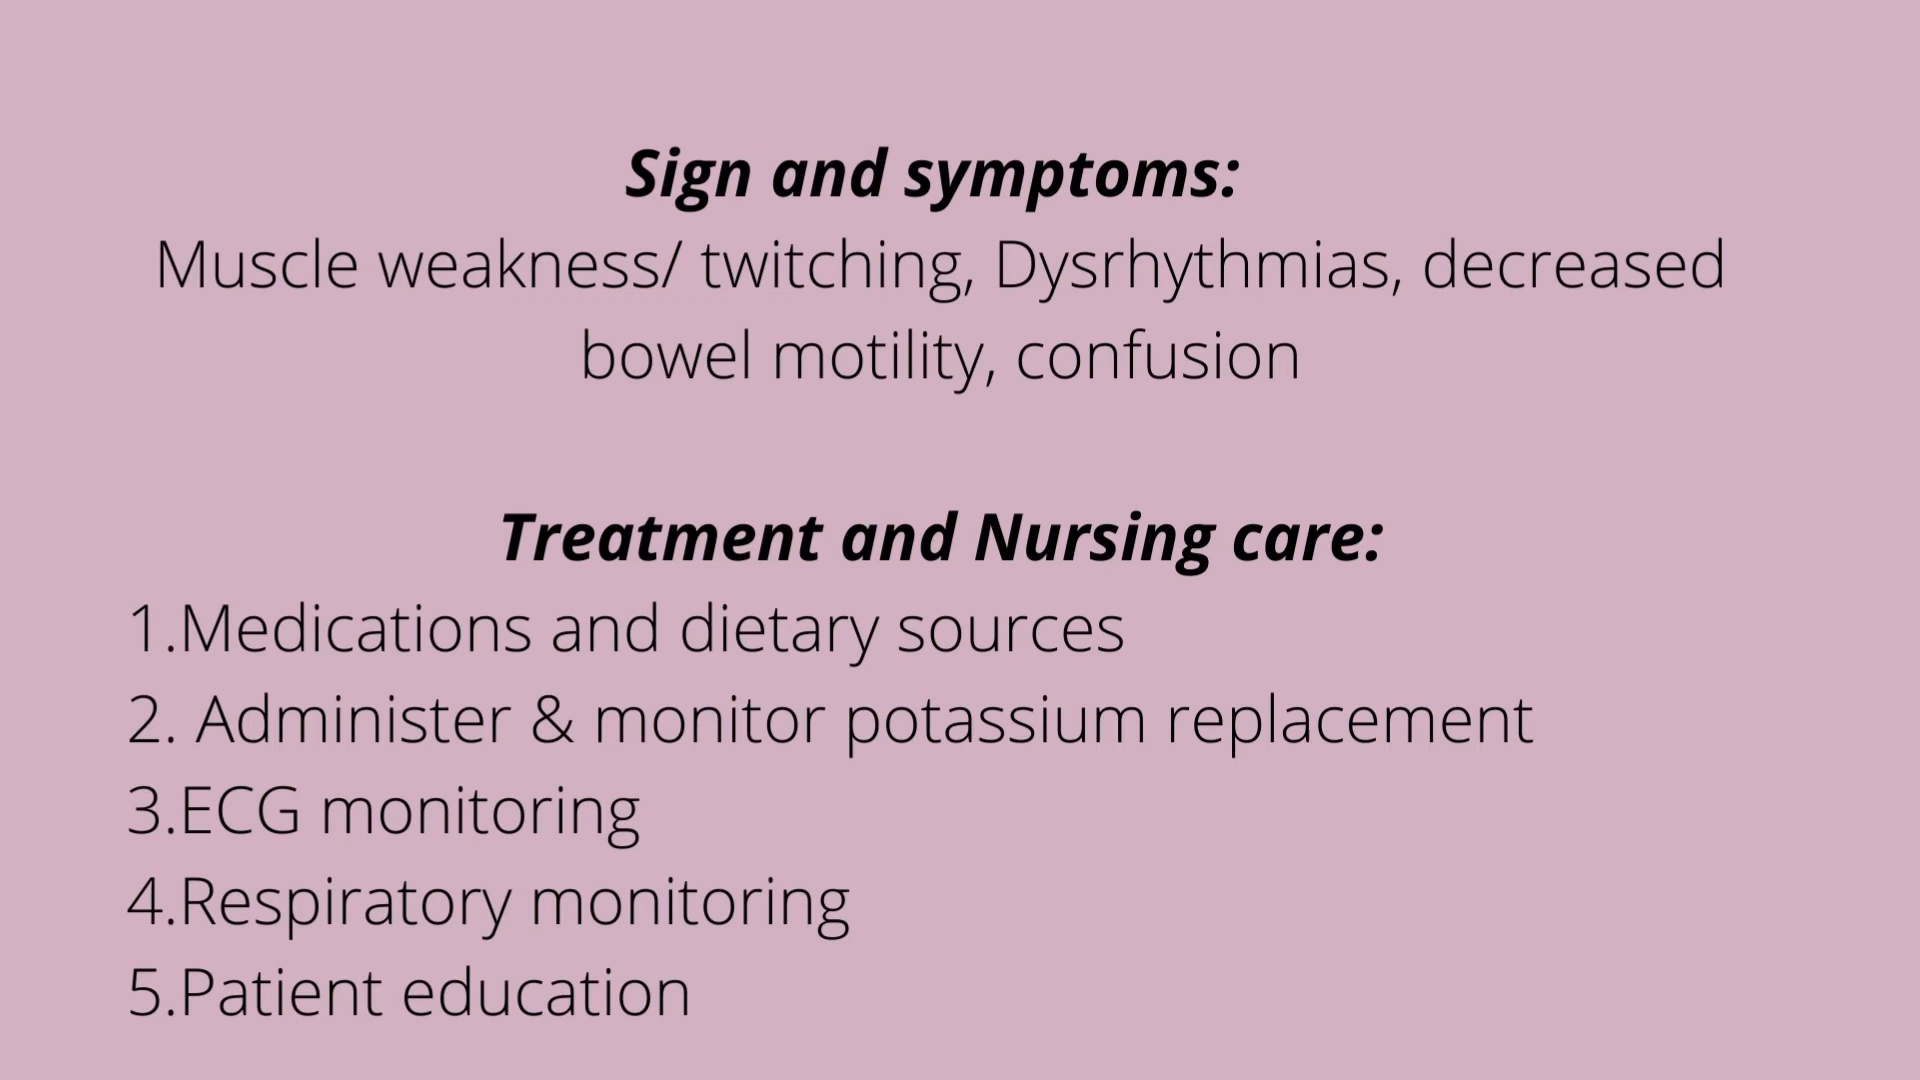 Sign and symptoms:
Muscle weakness/ twitching, Dysrhythmias, decreased
bowel motility, confusion
Treatment and Nursing care:
1.Medications and dietary sources
2. Administer & monitor potassium replacement
3.ECG monitoring
4.Respiratory monitoring
5.Patient education